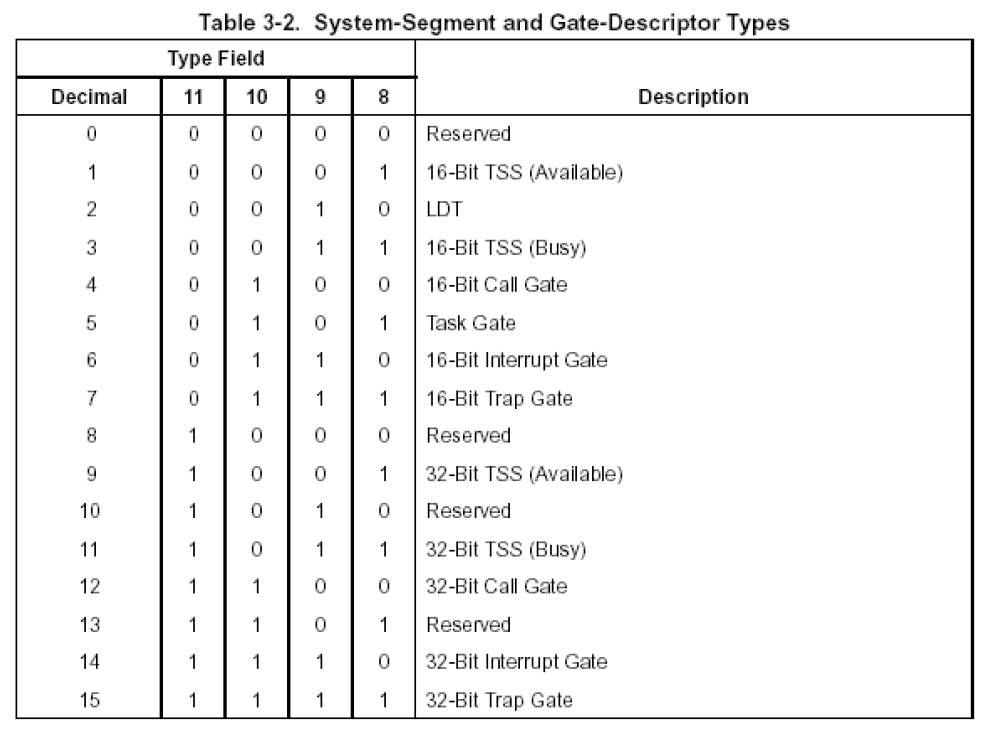 Table 3-2. System-Segment and Gate-Descriptor Types
Type Field
Decimal 11 10 9 8 Description
0 0 0 0 0 Reserved
1 0 0 0 1 16-Bit TSS (Available)
2 0 0 1 0 LDT
3 0 0 1 1 16-Bit TSS (Busy)
4 0 1 0 0 16-Bit Call Gate
5 0 1 0 1 Task Gate
6 0 1 1 0 16-Bit Interrupt Gate
7 0 1 1 1 16-Bit Trap Gate
8 1 0 0 0 Reserved
9 1 0 0 1 32-Bit TSS (Available)
10 1 0 1 0 Reserved
11 1 0 1 1 32-Bit TSS (Busy)
12 1 1 0 0 32-Bit Call Gate
13 1 1 0 1 Reserved
14 1 1 1 0 32-Bit Interrupt Gate
15 1 1 1 1 32-Bit Trap Gate